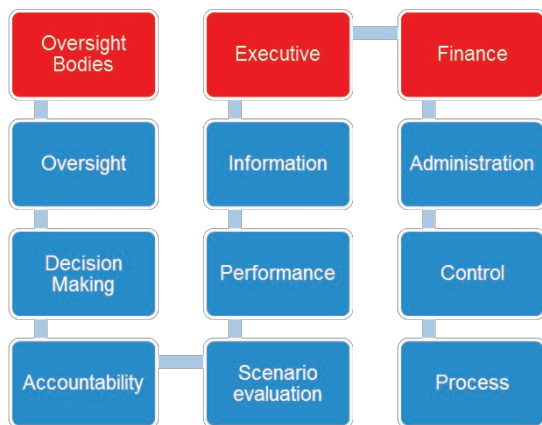 Oversight
Bodies
Oversight
Decision
Making
Accountability
Executive
Information
Performance
Scenario
evaluation
Finance
Administration
Control
Process